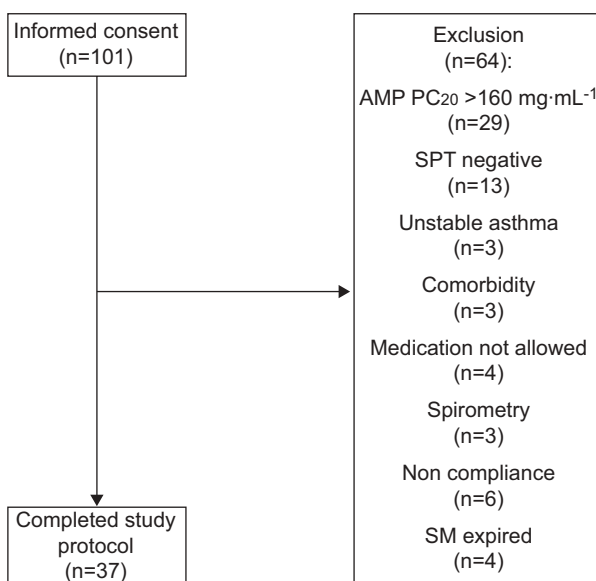 Informed consent
(n=101)
Exclusion
(n=64):
AMP PC20 >160 mg·mL-1
(n=29)
SPT negative
(n=13)
Unstable asthma
(n=3)
Comorbidity
(n=3)
Medication not allowed
(n=4)
Spirometry
(n=3)
Non compliance
(n=6)
SM expired
(n=4)
Completed study
protocol
(n=37)